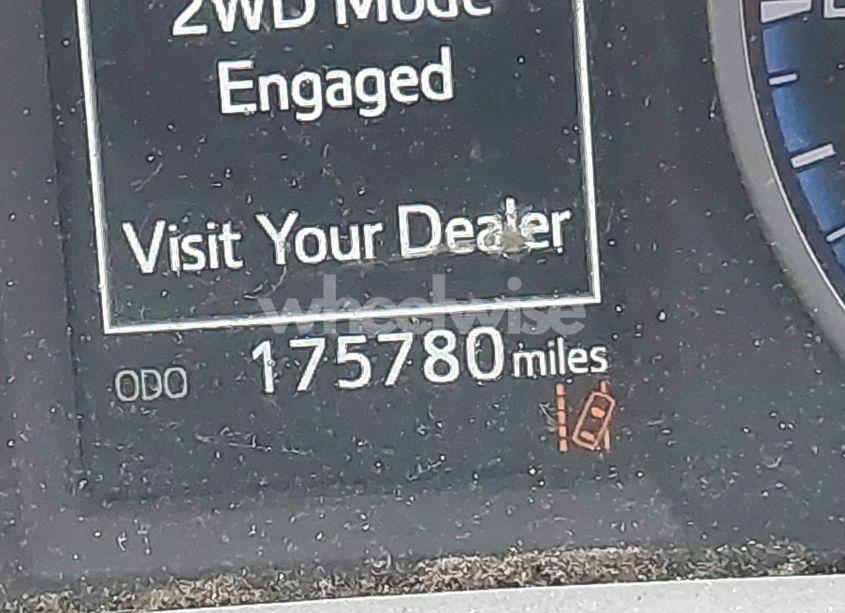 2WD Mode
Engaged
Visit Your Dealer
wheelwise
ODO 175780 miles